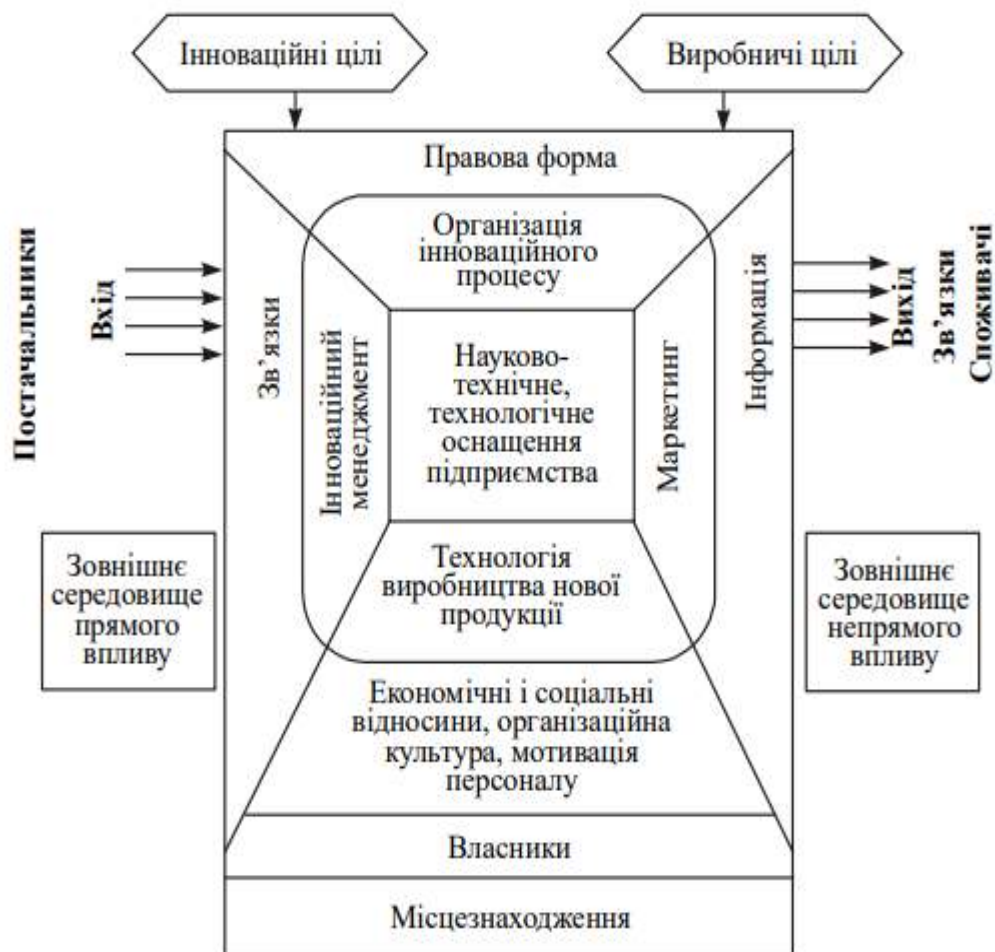 Інноваційні цілі
Виробничі цілі
Правова форма
Організація
інноваційного
процесу
Постачальники
Вхід
Зв’язки
Інноваційний
менеджмент
Науково-
технічне,
технологічне
оснащення
підприємства
Маркетинг
Інформація
Вихід
Зв’язки
Споживачі
Зовнішнє
середовище
прямого
впливу
Технологія
виробництва нової
продукції
Зовнішнє
середовище
непрямого
впливу
Економічні і соціальні
відносини, організаційна
культура, мотивація
персоналу
Власники
Місцезнаходження